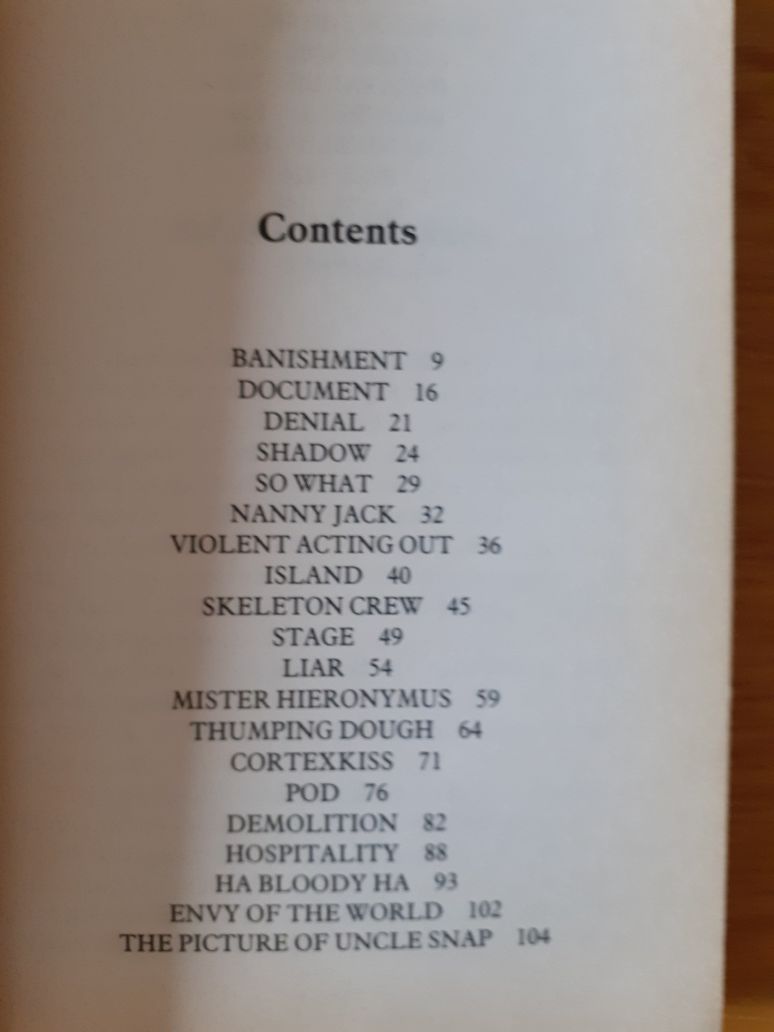 Contents
BANISHMENT 9
DOCUMENT 16
DENIAL 21
SHADOW 24
SO WHAT 29
NANNY JACK 32
VIOLENT ACTING OUT 36
ISLAND 40
SKELETON CREW 45
STAGE 49
LIAR 54
MISTER HIERONYMUS 59
THUMPING DOUGH 64
CORTEXKISS 71
POD 76
DEMOLITION 82
HOSPITALITY 88
HA BLOODY HA 93
ENVY OF THE WORLD 102
THE PICTURE OF UNCLE SNAP 104